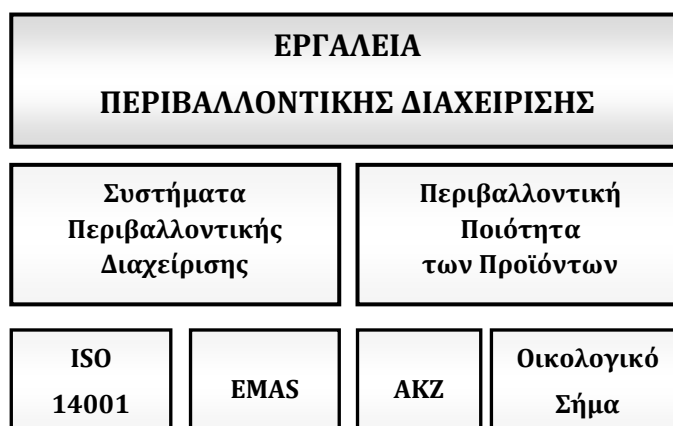 ΕΡΓΑΛΕΙΑ
ΠΕΡΙΒΑΛΛΟΝΤΙΚΗΣ ΔΙΑΧΕΙΡΙΣΗΣ
Συστήματα
Περιβαλλοντικής
Διαχείρισης
Περιβαλλοντική
Ποιότητα
των Προϊόντων
ISO
14001
EMAS
ΑΚΖ
Οικολογικό
Σήμα